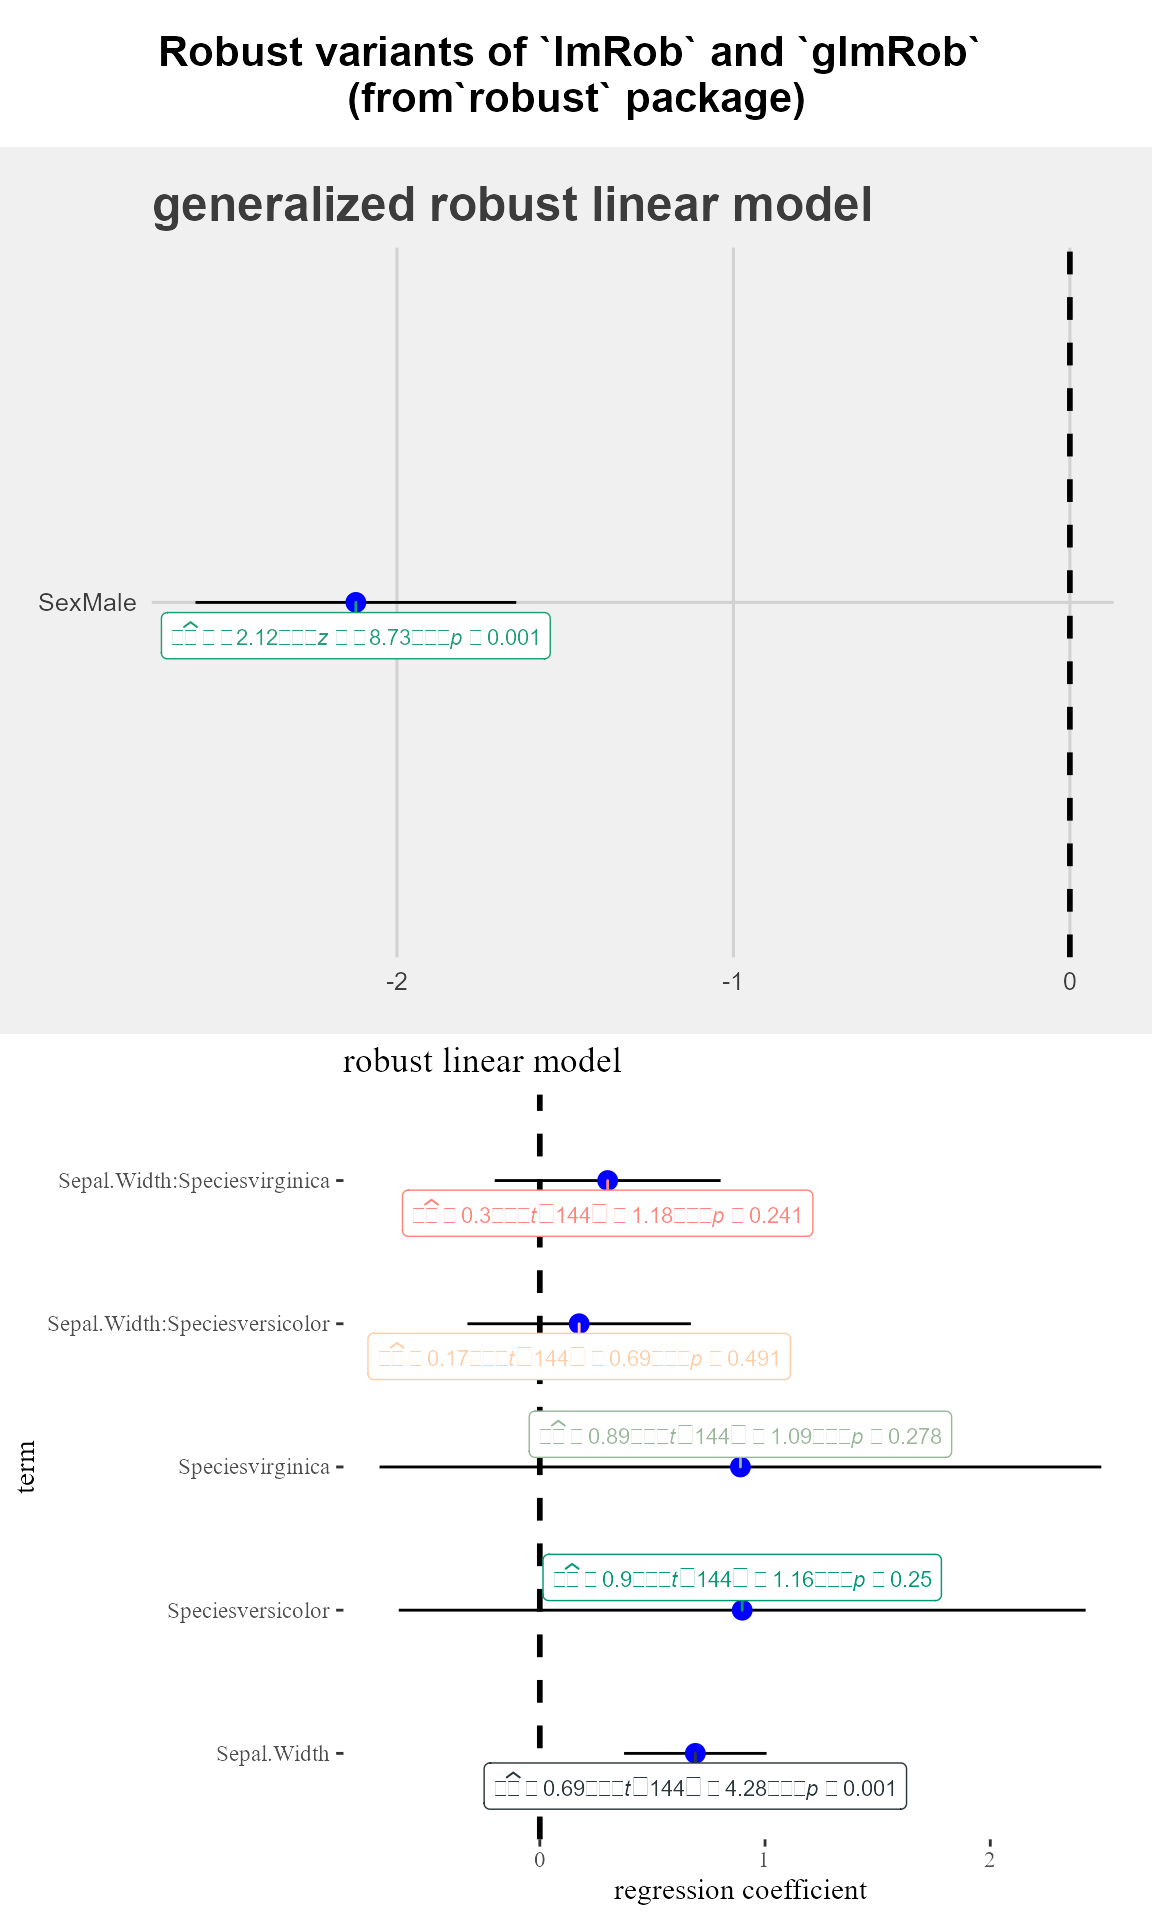 Robust variants of `lmRob` and `glmRob`
(from`robust` package)
generalized robust linear model
SexMale
□□ □ □2.12□□□z □ □8.73□□□p □ 0.001
-2 -1 0
robust linear model
Sepal.Width:Speciesvirginica
□□ □ 0.3□□□t□144□ □ 1.18□□□p □ 0.241
Sepal.Width:Speciesversicolor
□□ □ 0.17□□□t□144□ □ 0.69□□□p □ 0.491
□□ □ 0.89□□□t□144□ □ 1.09□□□p □ 0.278
Speciesvirginica
□□ □ 0.9□□□t□144□ □ 1.16□□□p □ 0.25
Speciesversicolor
Sepal.Width
□□ □ 0.69□□□t□144□ □ 4.28□□□p □ 0.001
term
0 1 2
regression coefficient